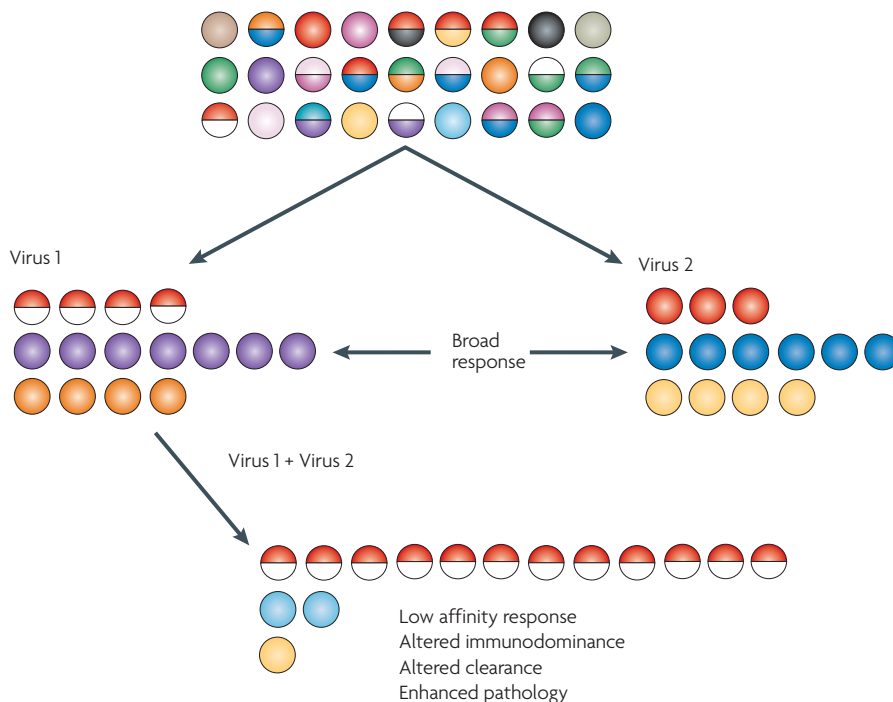 Virus 1
Virus 2
Broad
response
Virus 1 + Virus 2
Low affinity response
Altered immunodominance
Altered clearance
Enhanced pathology